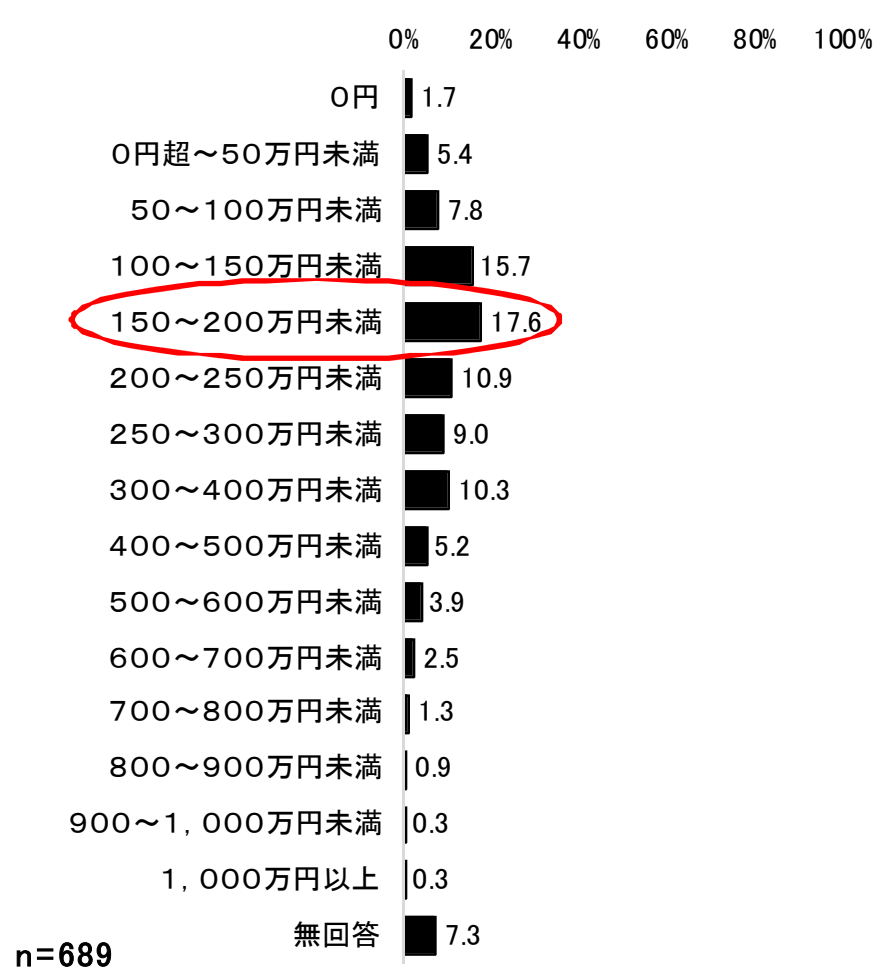 0% 20% 40% 60% 80% 100%
０円 1.7
０円超～５０万円未満 5.4
５０～１００万円未満 7.8
１００～１５０万円未満 15.7
１５０～２００万円未満 17.6
２００～２５０万円未満 10.9
２５０～３００万円未満 9.0
３００～４００万円未満 10.3
４００～５００万円未満 5.2
５００～６００万円未満 3.9
６００～７００万円未満 2.5
７００～８００万円未満 1.3
８００～９００万円未満 0.9
９００～１，０００万円未満 0.3
１，０００万円以上 0.3
無回答 7.3
n=689